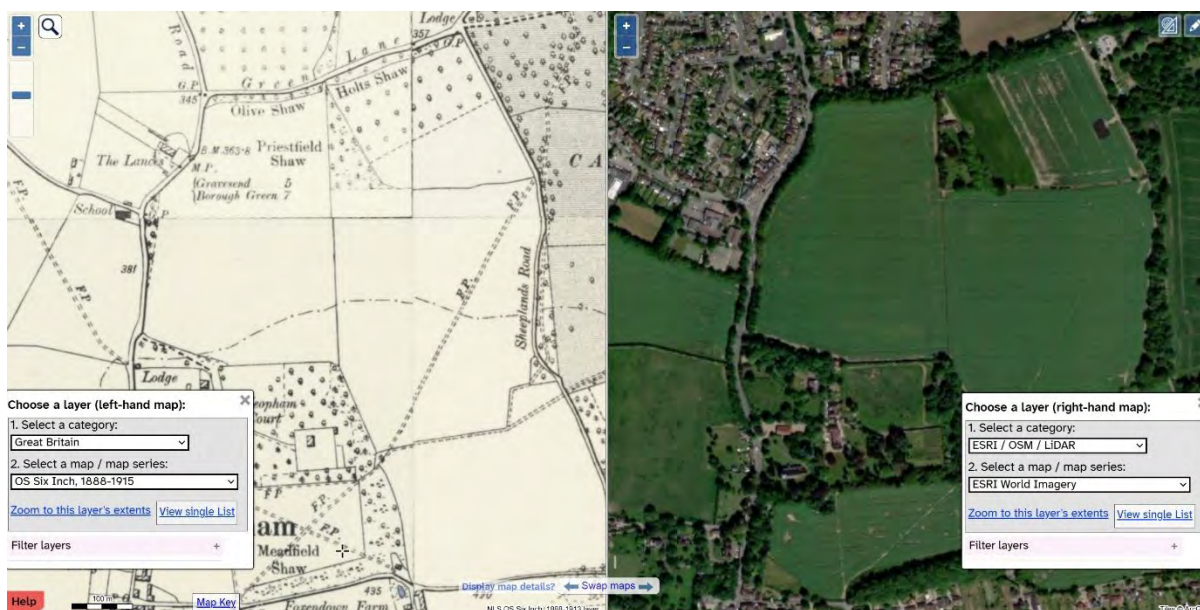 +
−
Lodge
357
G.P.
Road
Green Lane
G.P.
345
Olive Shaw
Holts Shaw
The Lances
B.M.363·8
Priestfield
Shaw
M.P.
Gravesend 5
Borough Green 7
C A
F.P.
F.P.
School
P
381
F.P.
F.P.
Sheeplands Road
Lodge
Court
F.P.
F.P.
F.P.
am
Meadfield
Shaw
435
Choose a layer (left-hand map):
1. Select a category:
Great Britain
2. Select a map / map series:
OS Six Inch, 1888-1915
Zoom to this layer's extents
View single List
Filter layers
+
Help
100 m
Map Key
Display map details?
Swap maps
+
−
Choose a layer (right-hand map):
1. Select a category:
ESRI / OSM / LiDAR
2. Select a map / map series:
ESRI World Imagery
Zoom to this layer's extents
View single List
Filter layers
+